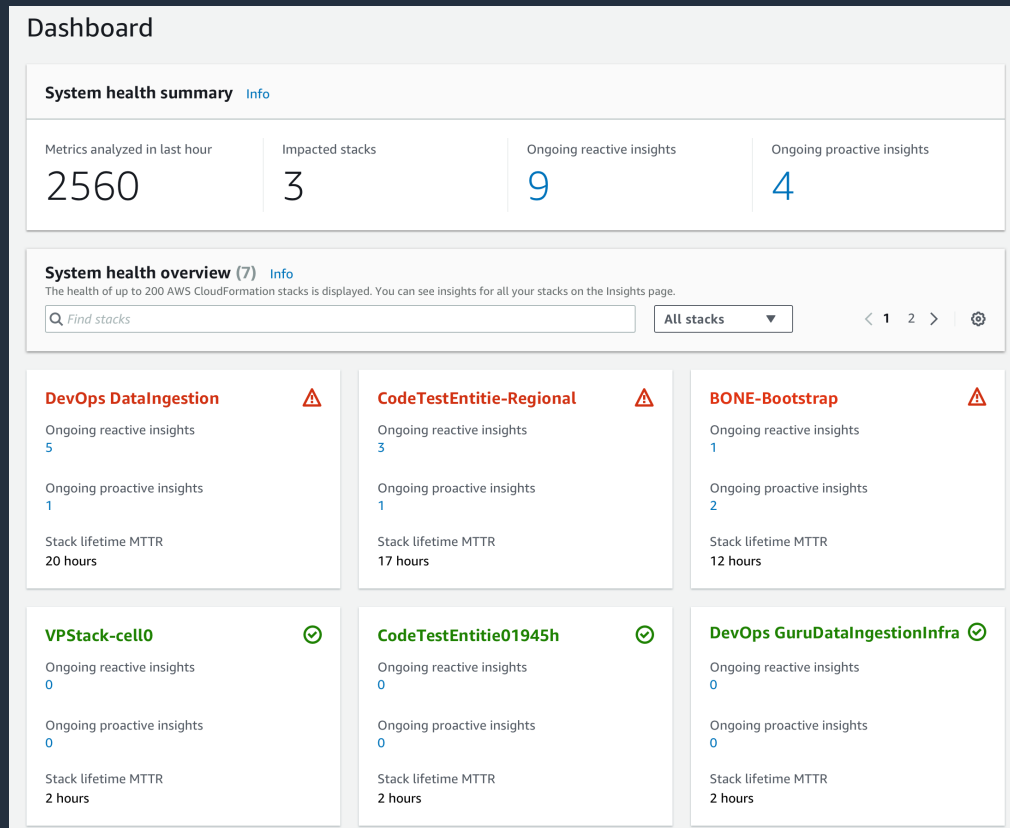 Dashboard
System health summary Info
Metrics analyzed in last hour
2560
Impacted stacks
3
Ongoing reactive insights
9
Ongoing proactive insights
4
System health overview (7) Info
The health of up to 200 AWS CloudFormation stacks is displayed. You can see insights for all your stacks on the Insights page.
Find stacks
All stacks
1 2
DevOps DataIngestion
Ongoing reactive insights
5
Ongoing proactive insights
1
Stack lifetime MTTR
20 hours
CodeTestEntitie-Regional
Ongoing reactive insights
3
Ongoing proactive insights
1
Stack lifetime MTTR
17 hours
BONE-Bootstrap
Ongoing reactive insights
1
Ongoing proactive insights
2
Stack lifetime MTTR
12 hours
VPStack-cell0
Ongoing reactive insights
0
Ongoing proactive insights
0
Stack lifetime MTTR
2 hours
CodeTestEntitie01945h
Ongoing reactive insights
0
Ongoing proactive insights
0
Stack lifetime MTTR
2 hours
DevOps GuruDataIngestionInfra
Ongoing reactive insights
0
Ongoing proactive insights
0
Stack lifetime MTTR
2 hours